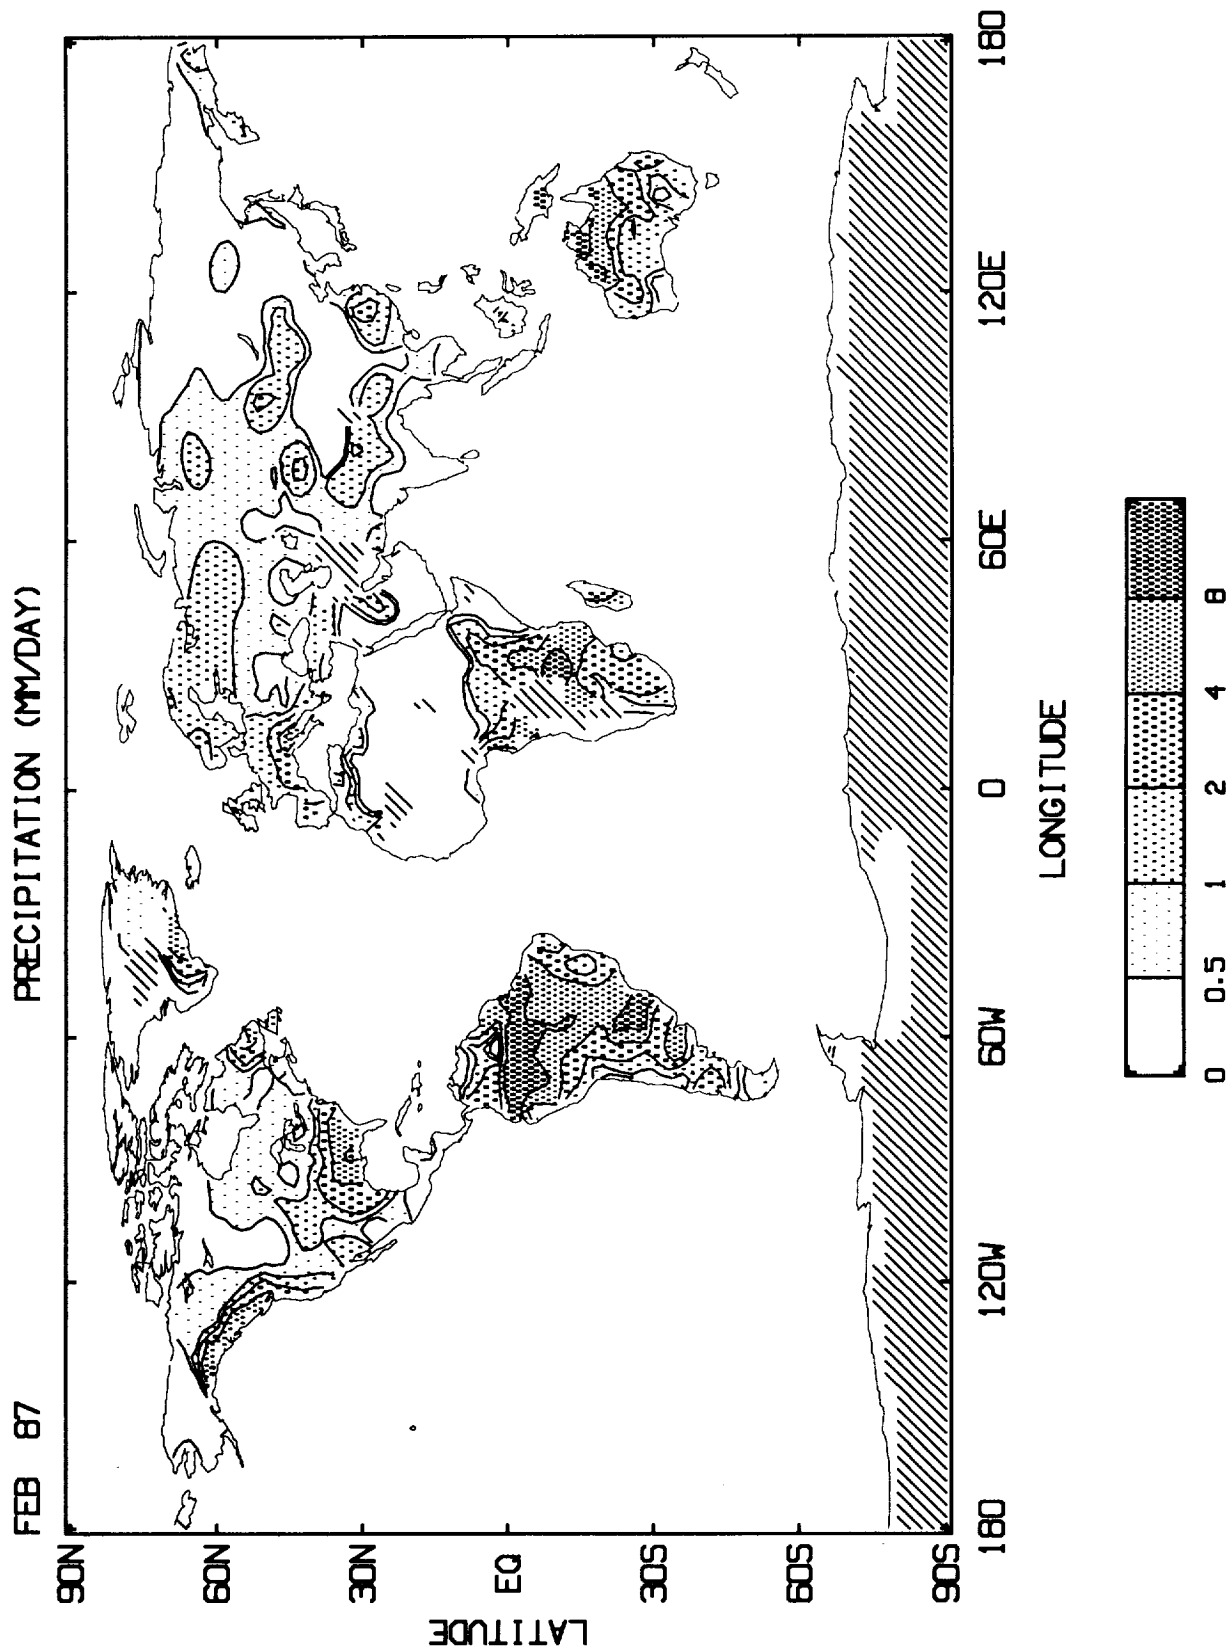 FEB 87 PRECIPITATION (MM/DAY)
90N
60N
30N
EQ
30S
60S
90S
LATITUDE
180 120W 60W 0 60E 120E 180
LONGITUDE
0 0.5 1 2 4 8